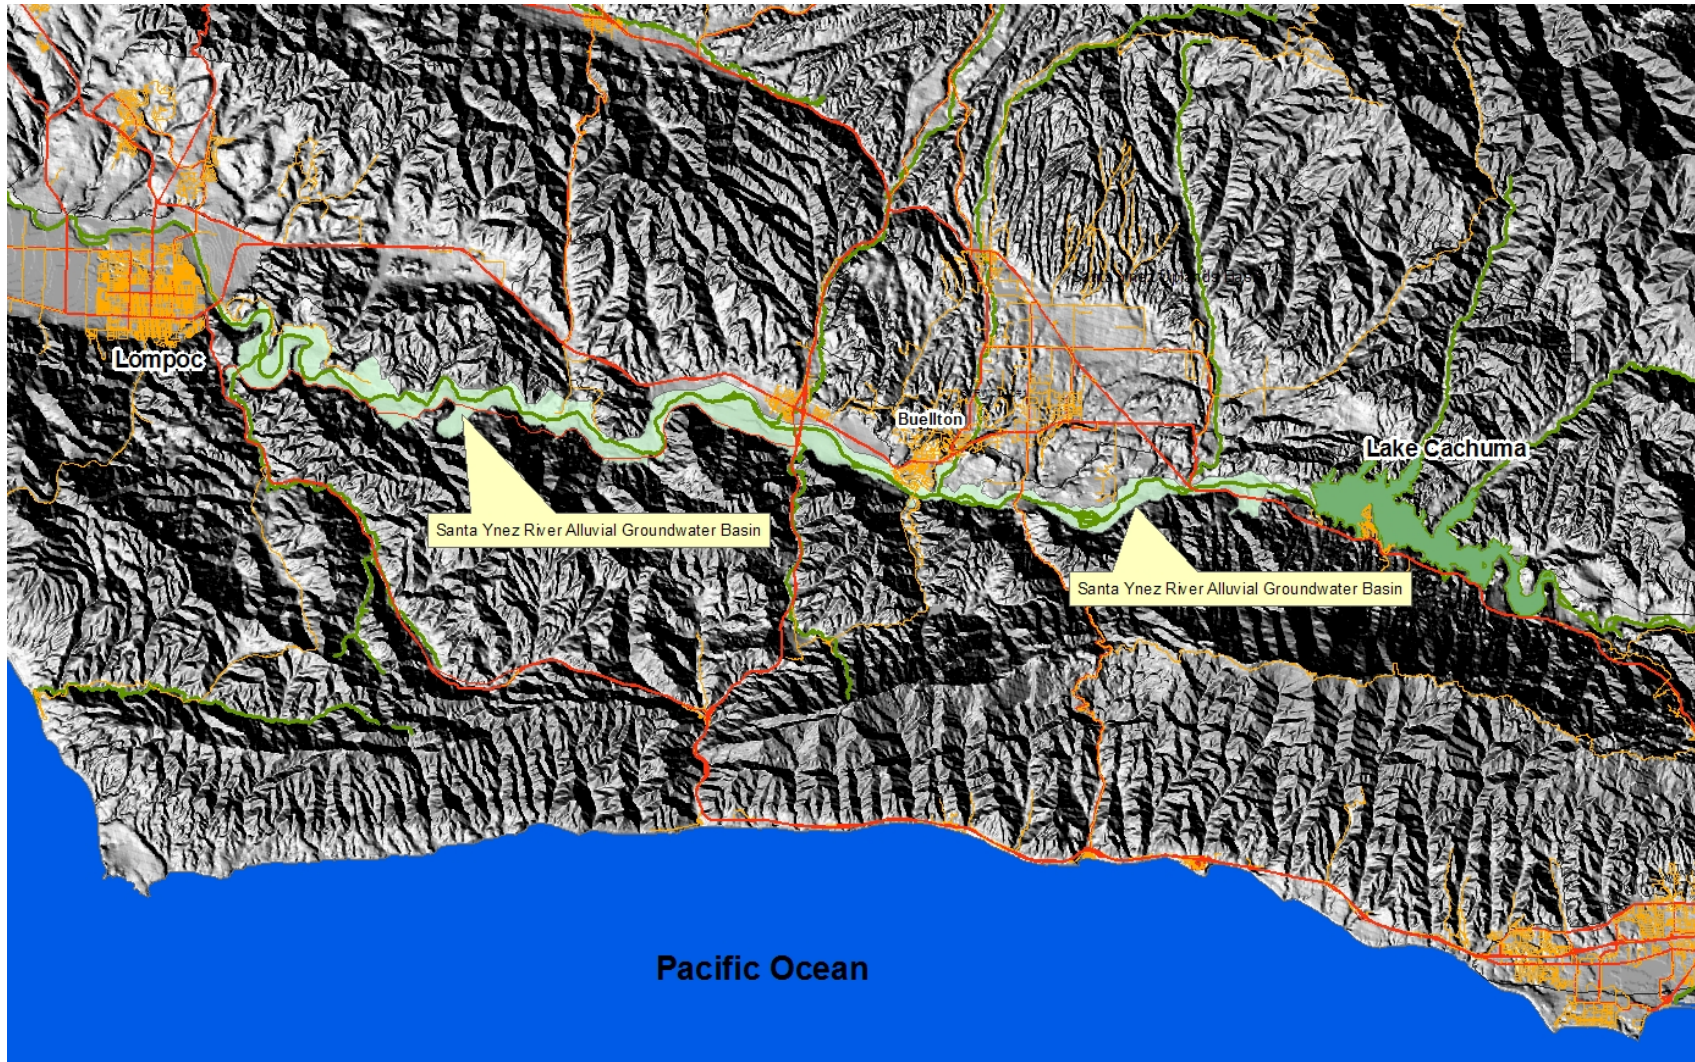 Lompoc
Buellton
Lake Cachuma
Santa Ynez River Alluvial Groundwater Basin
Santa Ynez River Alluvial Groundwater Basin
Pacific Ocean